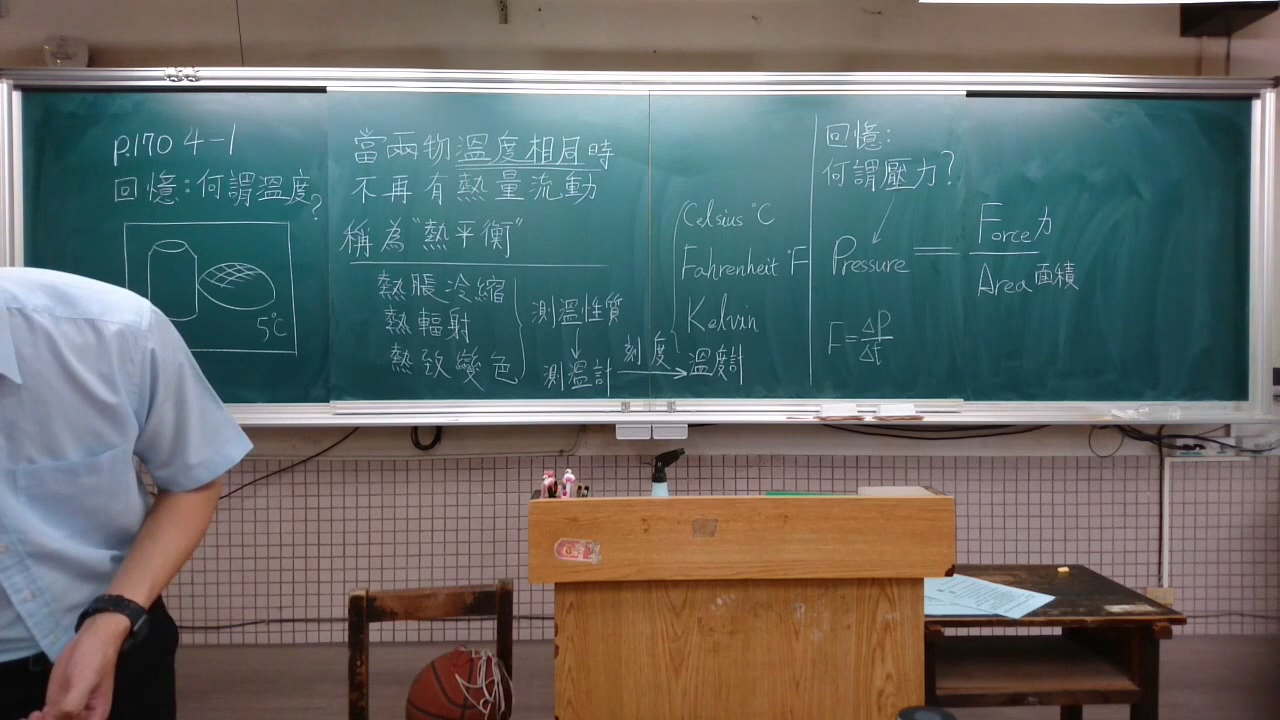 P.170 4-1
回憶：何謂溫度?
5℃
當兩物溫度相同時
不再有熱量流動
稱為"熱平衡"
熱脹冷縮
熱輻射
熱致變色
測溫性質
測溫計
刻度
溫度計
Celsius °C
Fahrenheit °F
Kelvin
回憶：
何謂壓力?
Pressure = Force力
Area面積
F=ΔP
Δt